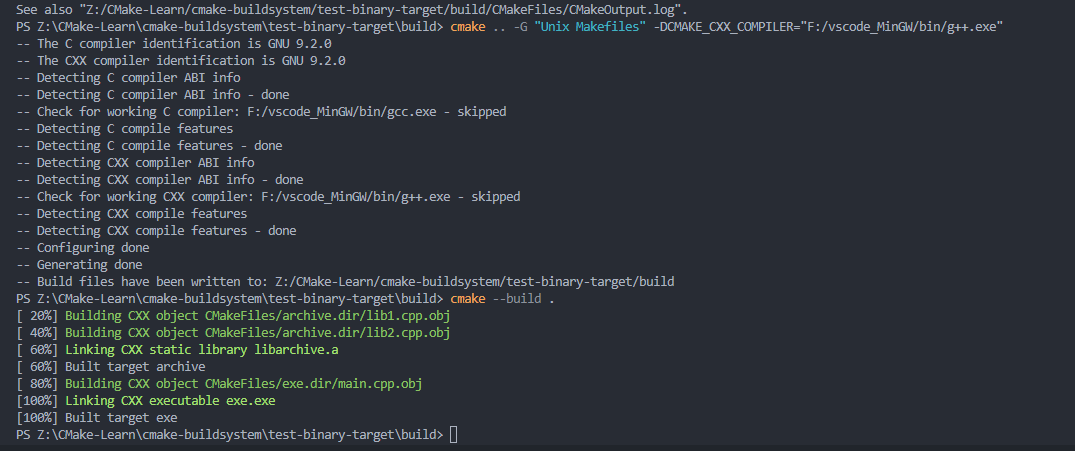 See also "Z:/CMake-Learn/cmake-buildsystem/test-binary-target/build/CMakeFiles/CMakeOutput.log".
PS Z:\CMake-Learn\cmake-buildsystem\test-binary-target\build> cmake .. -G "Unix Makefiles" -DCMAKE_CXX_COMPILER="F:/vscode_MinGW/bin/g++.exe"
-- The C compiler identification is GNU 9.2.0
-- The CXX compiler identification is GNU 9.2.0
-- Detecting C compiler ABI info
-- Detecting C compiler ABI info - done
-- Check for working C compiler: F:/vscode_MinGW/bin/gcc.exe - skipped
-- Detecting C compile features
-- Detecting C compile features - done
-- Detecting CXX compiler ABI info
-- Detecting CXX compiler ABI info - done
-- Check for working CXX compiler: F:/vscode_MinGW/bin/g++.exe - skipped
-- Detecting CXX compile features
-- Detecting CXX compile features - done
-- Configuring done
-- Generating done
-- Build files have been written to: Z:/CMake-Learn/cmake-buildsystem/test-binary-target/build
PS Z:\CMake-Learn\cmake-buildsystem\test-binary-target\build> cmake --build .
[ 20%] Building CXX object CMakeFiles/archive.dir/lib1.cpp.obj
[ 40%] Building CXX object CMakeFiles/archive.dir/lib2.cpp.obj
[ 60%] Linking CXX static library libarchive.a
[ 60%] Built target archive
[ 80%] Building CXX object CMakeFiles/exe.dir/main.cpp.obj
[100%] Linking CXX executable exe.exe
[100%] Built target exe
PS Z:\CMake-Learn\cmake-buildsystem\test-binary-target\build>